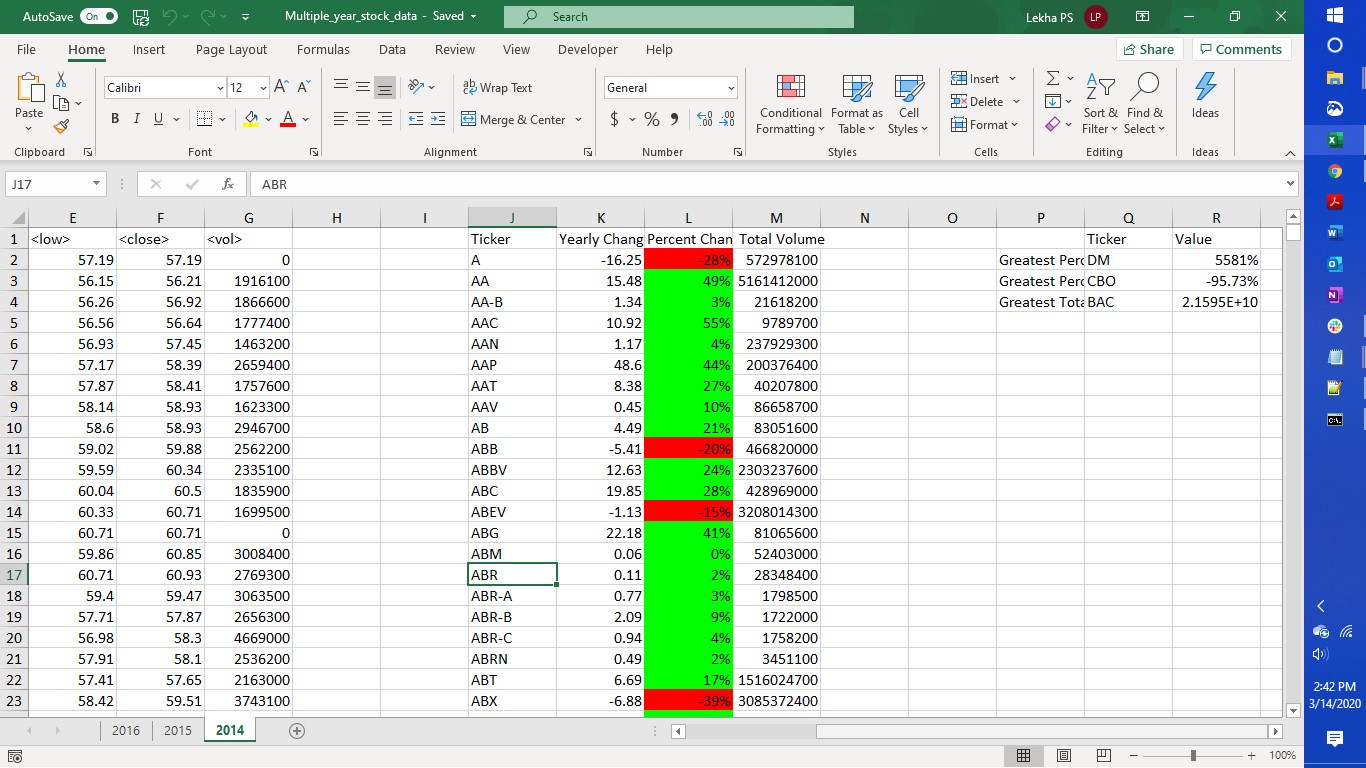 AutoSave On Multiple_year_stock_data - Saved Search Lekha PS LP
File Home Insert Page Layout Formulas Data Review View Developer Help Share Comments
Calibri 12 Wrap Text General Insert
Paste B I U A Merge & Center $ % Conditional Formatting Format as Table Cell Styles Delete Format Sort & Filter Find & Select Ideas
Clipboard Font Alignment Number Styles Cells Editing Ideas
J17 fx ABR
E F G H I J K L M N O P Q R
1 <low> <close> <vol> Ticker Yearly Chang Percent Chan Total Volume Ticker Value
2 57.19 57.19 0 A -16.25 -28% 572978100 Greatest Perc DM 5581%
3 56.15 56.21 1916100 AA 15.48 49% 5161412000 Greatest Perc CBO -95.73%
4 56.26 56.92 1866600 AA-B 1.34 3% 21618200 Greatest Tota BAC 2.1595E+10
5 56.56 56.64 1777400 AAC 10.92 55% 9789700
6 56.93 57.45 1463200 AAN 1.17 4% 237929300
7 57.17 58.39 2659400 AAP 48.6 44% 200376400
8 57.87 58.41 1757600 AAT 8.38 27% 40207800
9 58.14 58.93 1623300 AAV 0.45 10% 86658700
10 58.6 58.93 2946700 AB 4.49 21% 83051600
11 59.02 59.88 2562200 ABB -5.41 -20% 466820000
12 59.59 60.34 2335100 ABBV 12.63 24% 2303237600
13 60.04 60.5 1835900 ABC 19.85 28% 428969000
14 60.33 60.71 1699500 ABEV -1.13 -15% 3208014300
15 60.71 60.71 0 ABG 22.18 41% 81065600
16 59.86 60.85 3008400 ABM 0.06 0% 52403000
17 60.71 60.93 2769300 ABR 0.11 2% 28348400
18 59.4 59.47 3063500 ABR-A 0.77 3% 1798500
19 57.71 57.87 2656300 ABR-B 2.09 9% 1722000
20 56.98 58.3 4669000 ABR-C 0.94 4% 1758200
21 57.91 58.1 2536200 ABRN 0.49 2% 3451100
22 57.41 57.65 2163000 ABT 6.69 17% 1516024700
23 58.42 59.51 3743100 ABX -6.88 -39% 3085372400
2016 2015 2014
100%
2:42 PM
3/14/2020